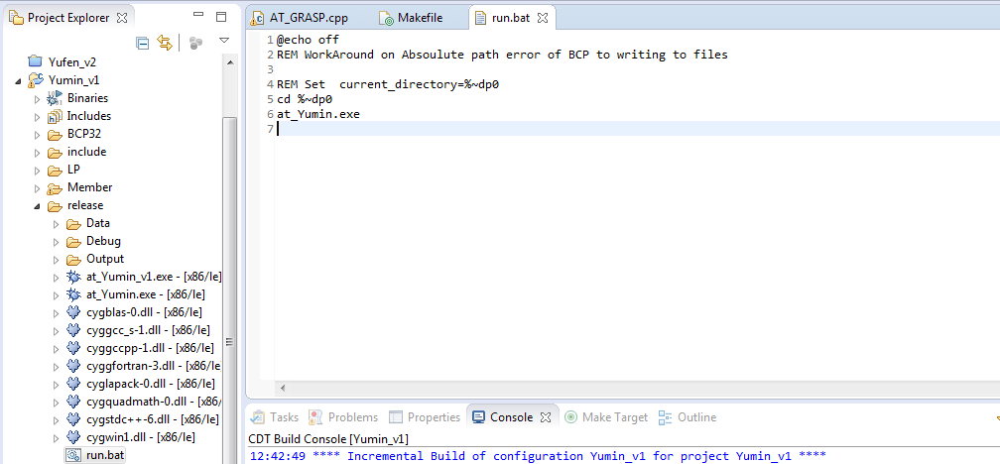 Project Explorer
Yufen_v2
Yumin_v1
Binaries
Includes
BCP32
include
LP
Member
release
Data
Debug
Output
at_Yumin_v1.exe - [x86/le]
at_Yumin.exe - [x86/le]
cygblas-0.dll - [x86/le]
cyggcc_s-1.dll - [x86/le]
cyggccpp-1.dll - [x86/le]
cyggfortran-3.dll - [x86/le]
cyglapack-0.dll - [x86/le]
cygquadmath-0.dll - [x86/
cygstdc++-6.dll - [x86/le]
cygwin1.dll - [x86/le]
run.bat
AT_GRASP.cpp Makefile run.bat
1 @echo off
2 REM WorkAround on Absoulute path error of BCP to writing to files
3
4 REM Set  current_directory=%~dp0
5 cd %~dp0
6 at_Yumin.exe
7
Tasks Problems Properties Console Make Target Outline
CDT Build Console [Yumin_v1]
12:42:49 **** Incremental Build of configuration Yumin_v1 for project Yumin_v1 ****